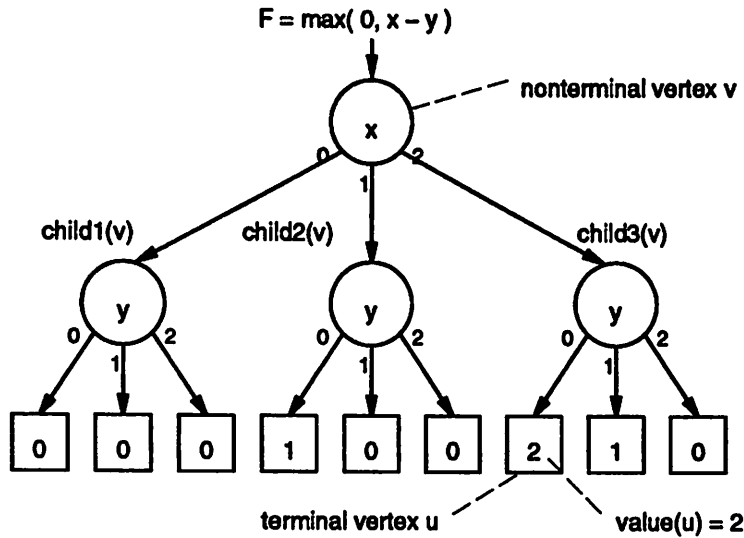 F = max( 0, x – y )
nonterminal vertex v
x
0 1 2
child1(v) child2(v) child3(v)
y y y
0 1 2 0 1 2 0 1 2
0 0 0 1 0 0 2 1 0
terminal vertex u value(u) = 2